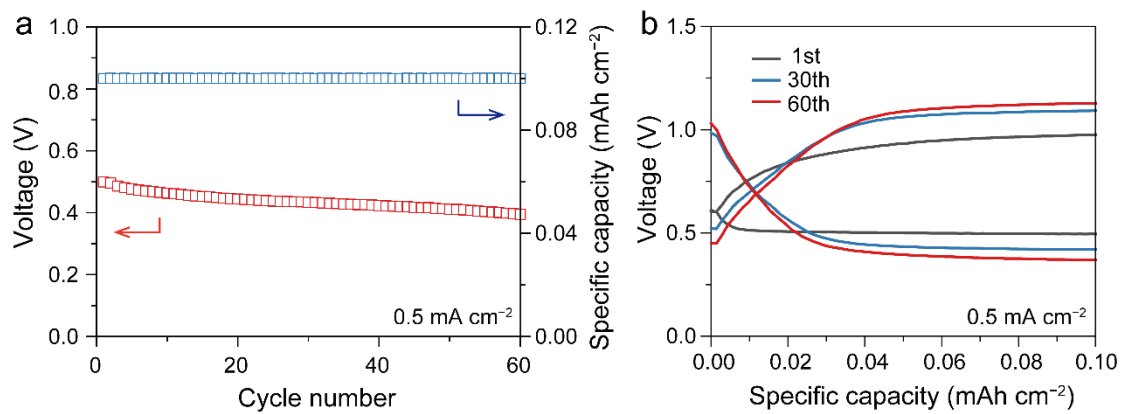 a
1.0
0.8
0.6
0.4
0.2
0.0
Voltage (V)
0
20
40
60
Cycle number
0.12
0.08
0.04
0.00
Specific capacity (mAh cm⁻²)
0.5 mA cm⁻²
b
1.5
1.0
0.5
0.0
Voltage (V)
1st
30th
60th
0.5 mA cm⁻²
0.00
0.02
0.04
0.06
0.08
0.10
Specific capacity (mAh cm⁻²)